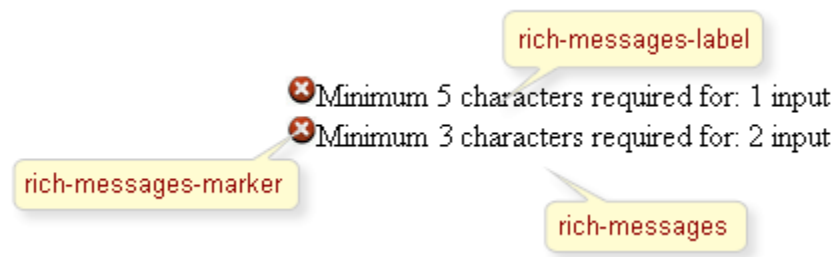 rich-messages-label
Minimum 5 characters required for: 1 input
Minimum 3 characters required for: 2 input
rich-messages-marker
rich-messages